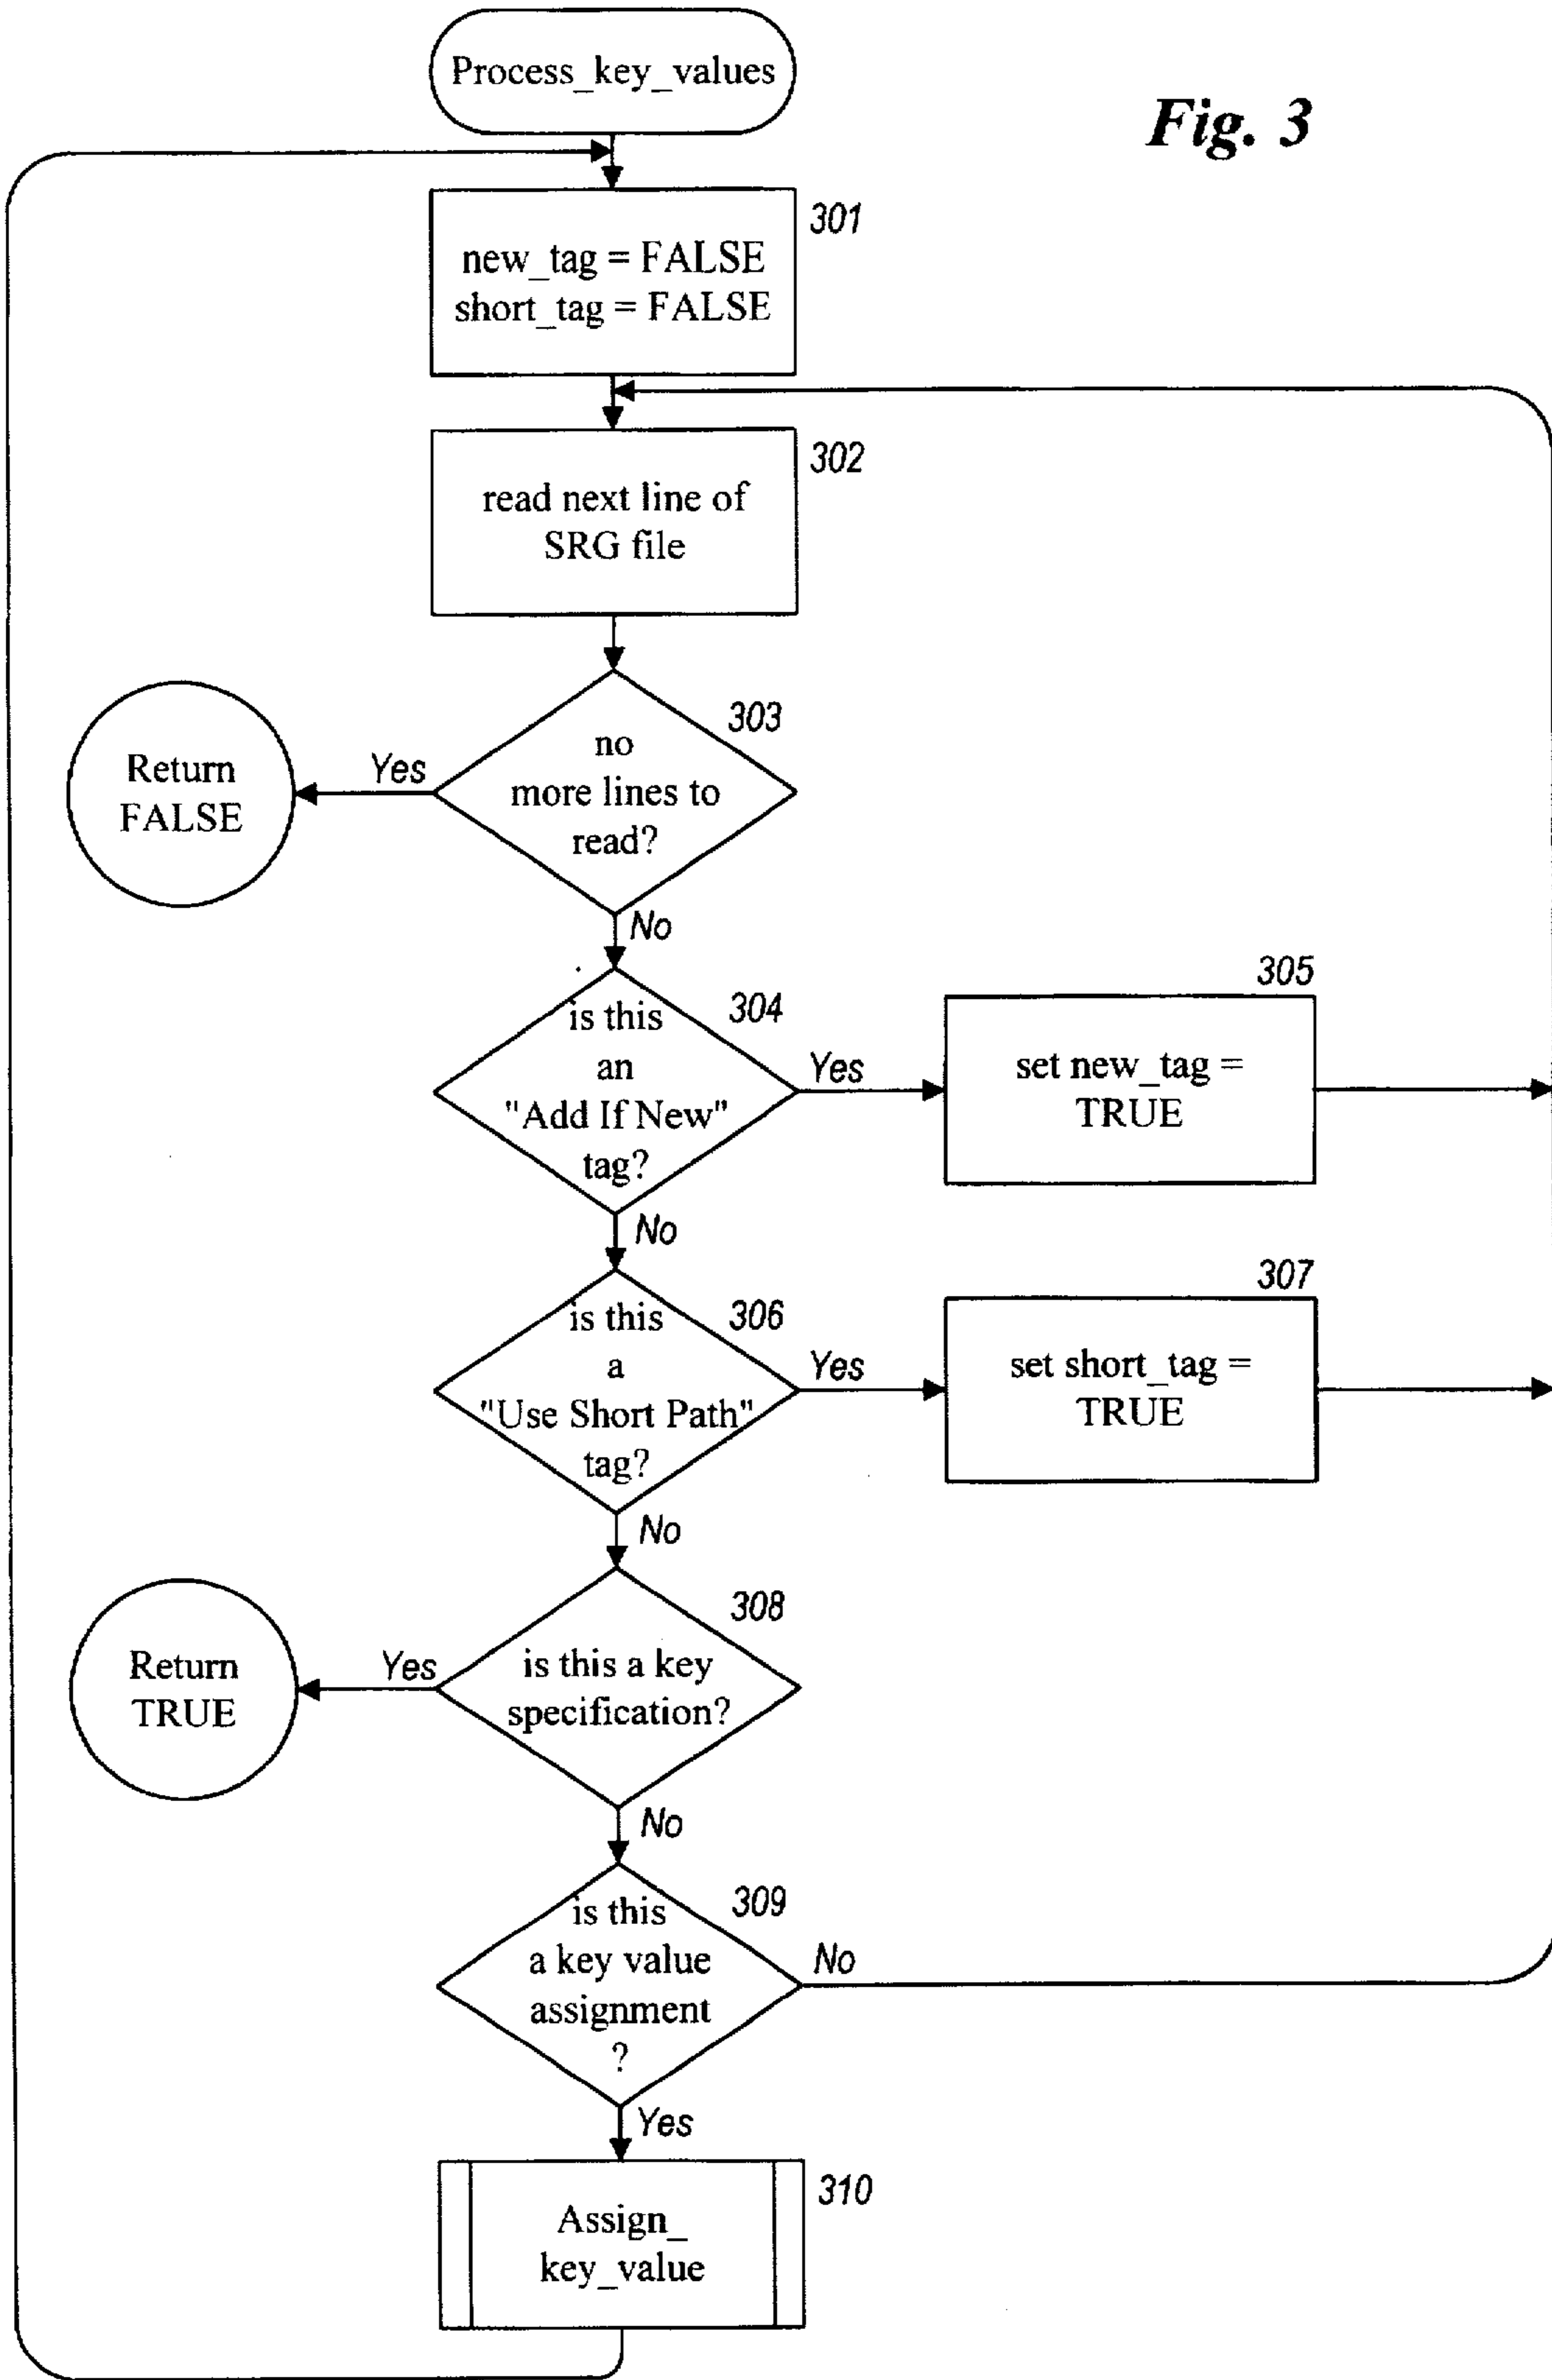 Process_key_values
Fig. 3
301
new_tag = FALSE
short_tag = FALSE
302
read next line of
SRG file
303
no
more lines to
read?
Yes
Return
FALSE
No
304
is this
an
"Add If New"
tag?
Yes
305
set new_tag =
TRUE
No
306
is this
a
"Use Short Path"
tag?
Yes
307
set short_tag =
TRUE
No
308
is this a key
specification?
Yes
Return
TRUE
No
309
is this
a key value
assignment
?
No
Yes
310
Assign_
key_value